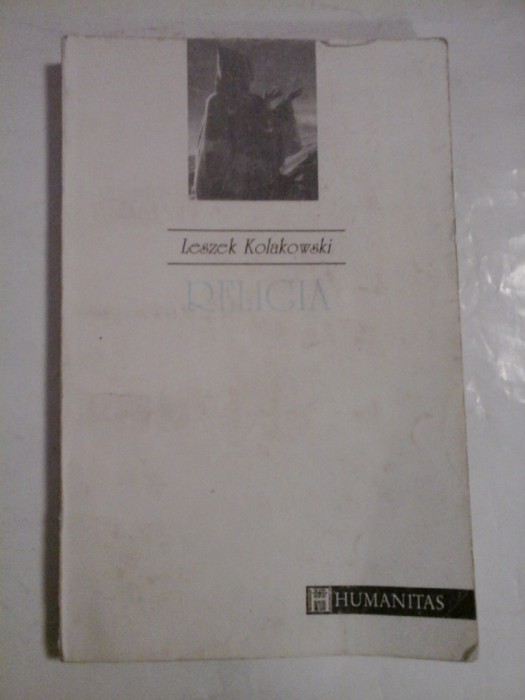 Leszek Kolakowski
RELIGIA
HUMANITAS